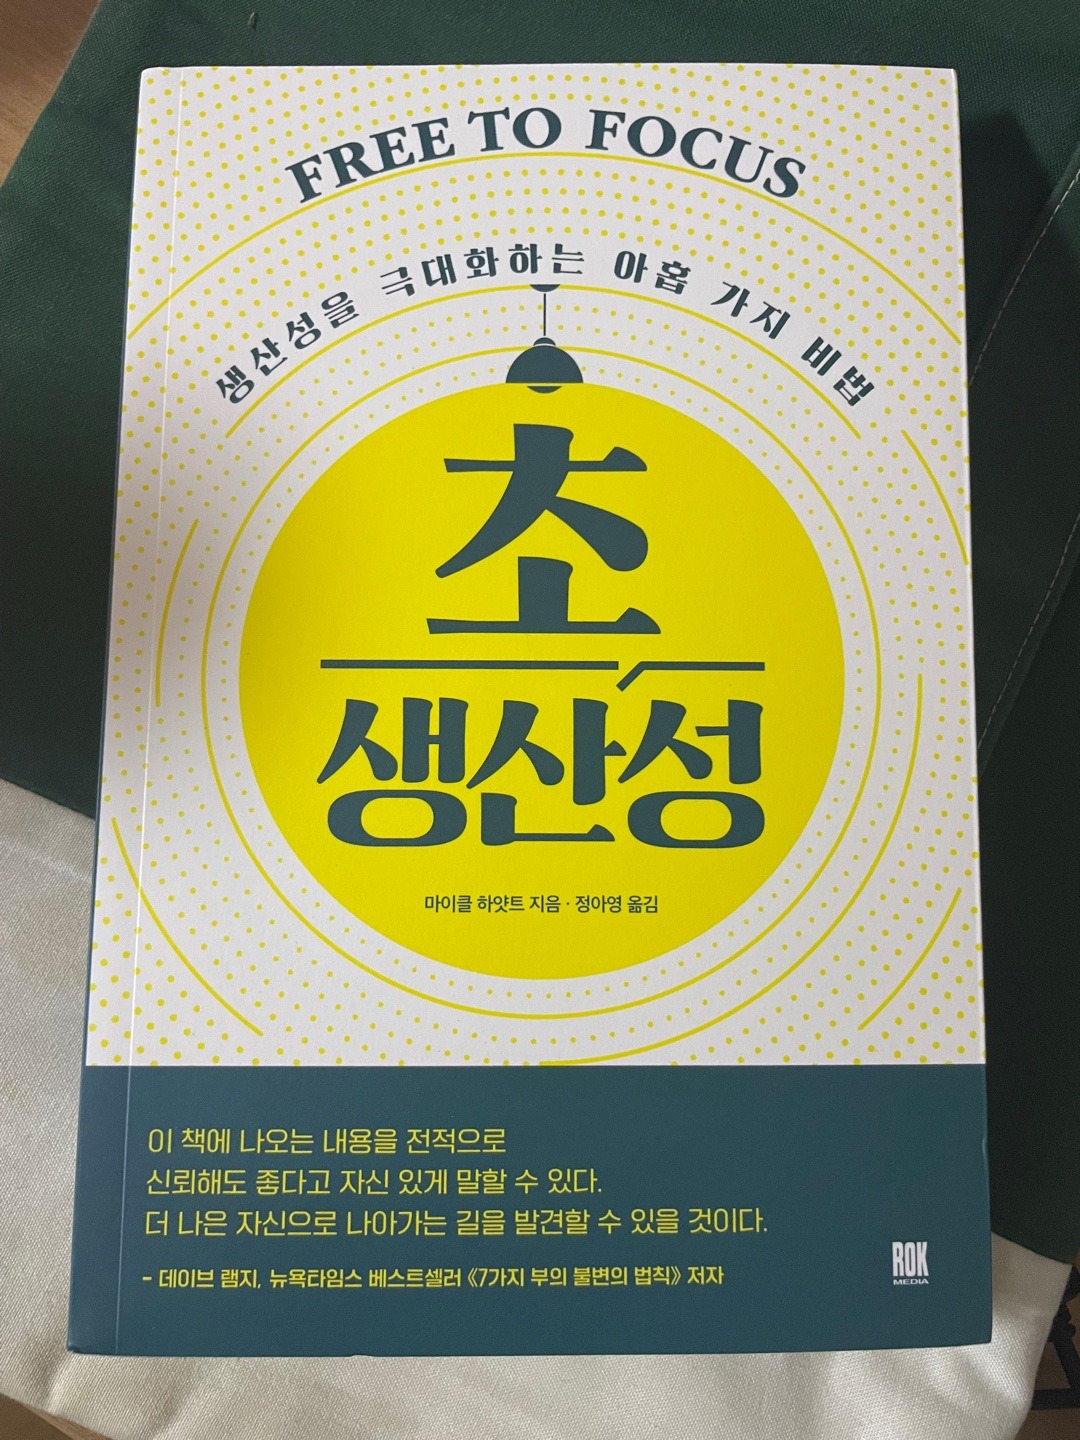 FREE TO FOCUS
생산성을 극대화하는 아홉 가지 비법
초
생산성
마이클 하얏트 지음 · 정아영 옮김
이 책에 나오는 내용을 전적으로
신뢰해도 좋다고 자신 있게 말할 수 있다.
더 나은 자신으로 나아가는 길을 발견할 수 있을 것이다.
- 데이브 램지, 뉴욕타임스 베스트셀러 《7가지 부의 불변의 법칙》 저자
ROK
MEDIA